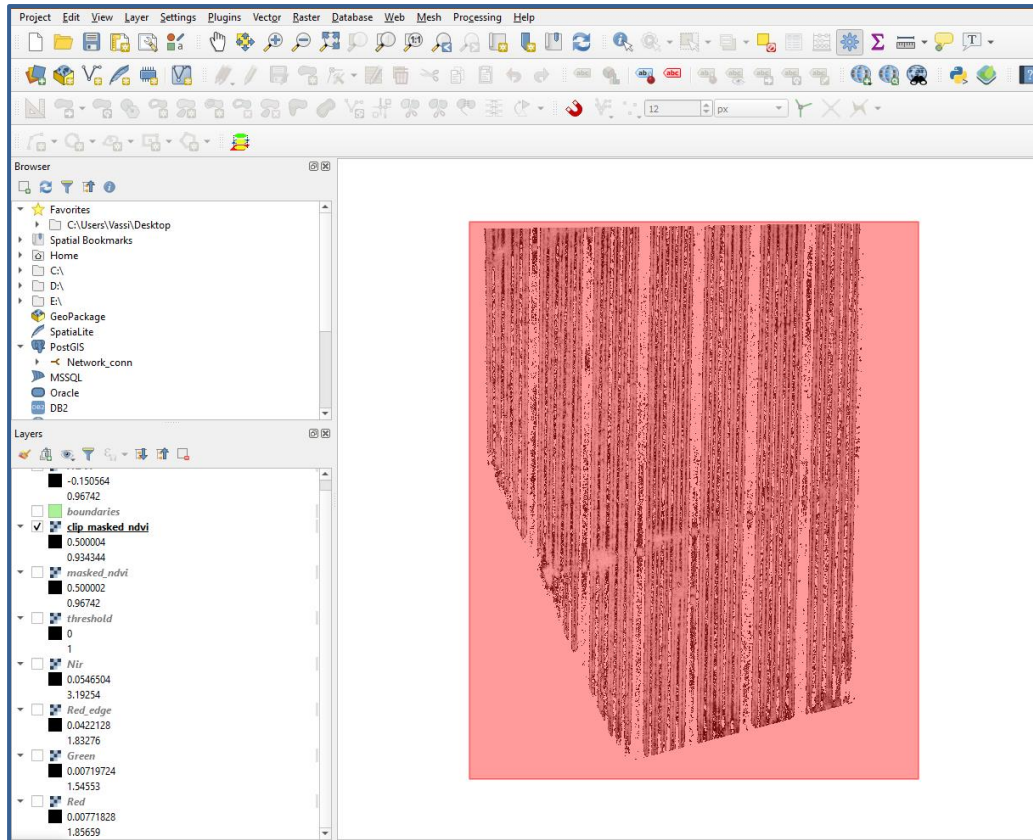 Project Edit View Layer Settings Plugins Vector Raster Database Web Mesh Processing Help
12 px
Browser
Favorites
C:\Users\Vassi\Desktop
Spatial Bookmarks
Home
C:\
D:\
E:\
GeoPackage
SpatiaLite
PostGIS
Network_conn
MSSQL
Oracle
DB2
Layers
-0.150564
0.96742
boundaries
clip_masked_ndvi
0.500004
0.934344
masked_ndvi
0.500002
0.96742
threshold
0
1
Nir
0.0546504
3.19254
Red_edge
0.0422128
1.83276
Green
0.00719724
1.54553
Red
0.00771828
1.85659